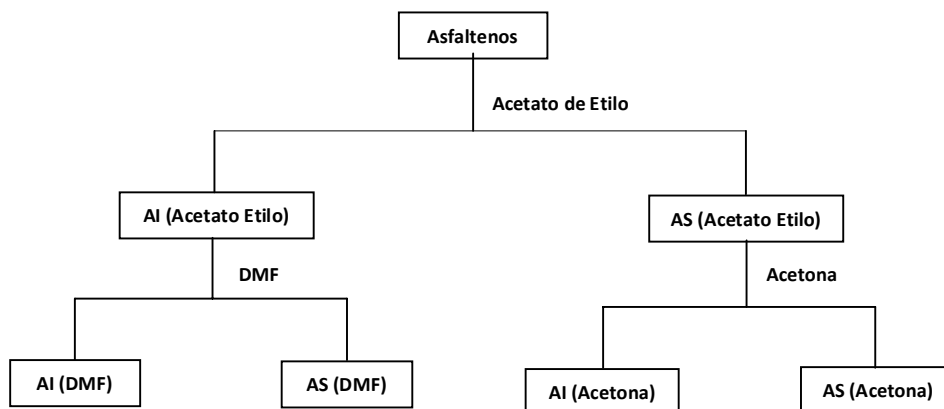 Asfaltenos
Acetato de Etilo
AI (Acetato Etilo)
AS (Acetato Etilo)
DMF
Acetona
AI (DMF)
AS (DMF)
AI (Acetona)
AS (Acetona)